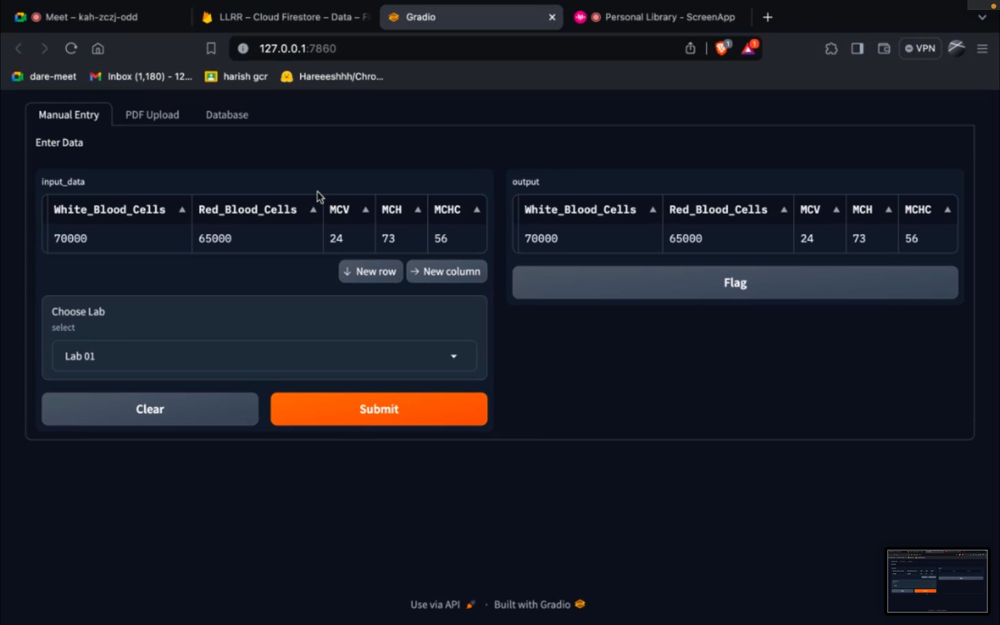 Meet – kah-zczj-odd
LLRR – Cloud Firestore – Data – Fi
Gradio
Personal Library - ScreenApp
127.0.0.1:7860
1
1
VPN
dare-meet
Inbox (1,180) - 12...
harish gcr
Hareeeshhh/Chro...
Manual Entry
PDF Upload
Database
Enter Data
input_data
White_Blood_Cells Red_Blood_Cells MCV MCH MCHC
70000 65000 24 73 56
New row
New column
Choose Lab
select
Lab 01
Clear
Submit
output
White_Blood_Cells Red_Blood_Cells MCV MCH MCHC
70000 65000 24 73 56
Flag
Use via API · Built with Gradio